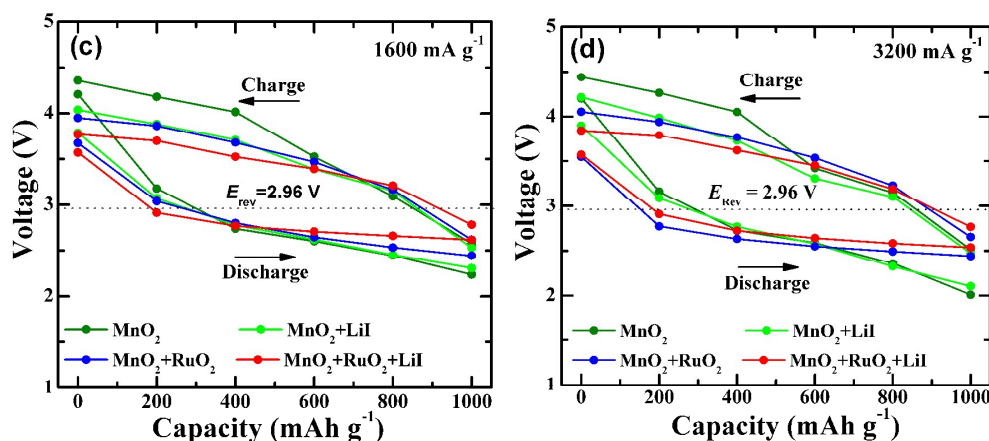 (c)
1600 mA g⁻¹
5
4
3
2
1
Voltage (V)
Charge
E_rev=2.96 V
Discharge
MnO₂
MnO₂+LiI
MnO₂+RuO₂
MnO₂+RuO₂+LiI
0 200 400 600 800 1000
Capacity (mAh g⁻¹)
(d)
3200 mA g⁻¹
5
4
3
2
1
Voltage (V)
Charge
E_Rev = 2.96 V
Discharge
MnO₂
MnO₂+LiI
MnO₂+RuO₂
MnO₂+RuO₂+LiI
0 200 400 600 800 1000
Capacity (mAh g⁻¹)